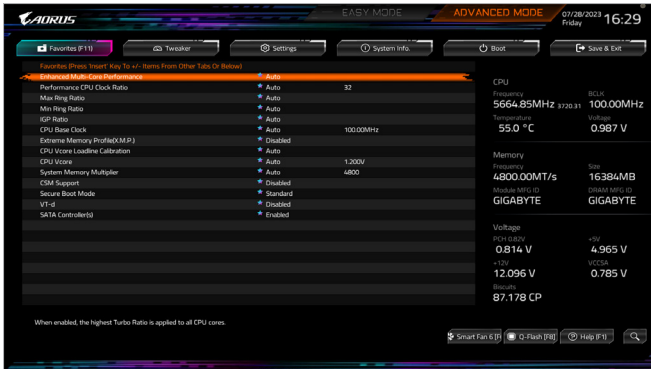 AORUS
EASY MODE
ADVANCED MODE
07/28/2023
Friday
16:29
Favorites (F11)
Tweaker
Settings
System Info.
Boot
Save & Exit
Favorites (Press 'Insert' Key To +/- Items From Other Tabs Or Below)
Enhanced Multi-Core Performance Auto
Performance CPU Clock Ratio Auto 32
Max Ring Ratio Auto
Min Ring Ratio Auto
IGP Ratio Auto
CPU Base Clock Auto 100.00MHz
Extreme Memory Profile(X.M.P.) Disabled
CPU Vcore Loadline Calibration Auto
CPU Vcore Auto 1.200V
System Memory Multiplier Auto 4800
CSM Support Disabled
Secure Boot Mode Standard
VT-d Disabled
SATA Controller(s) Enabled
CPU
Frequency BCLK
5664.85MHz 3720.31 100.00MHz
Temperature Voltage
55.0 °C 0.987 V
Memory
Frequency Size
4800.00MT/s 16384MB
Module MFG ID DRAM MFG ID
GIGABYTE GIGABYTE
Voltage
PCH 0.82V +5V
0.814 V 4.965 V
+12V VCCSA
12.096 V 0.785 V
Biscuits
87.178 CP
When enabled, the highest Turbo Ratio is applied to all CPU cores.
Smart Fan 6 [F
Q-Flash [F8]
Help (F1)